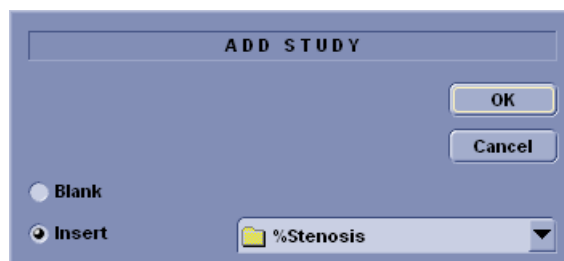 ADD STUDY
OK
Cancel
Blank
Insert
%Stenosis